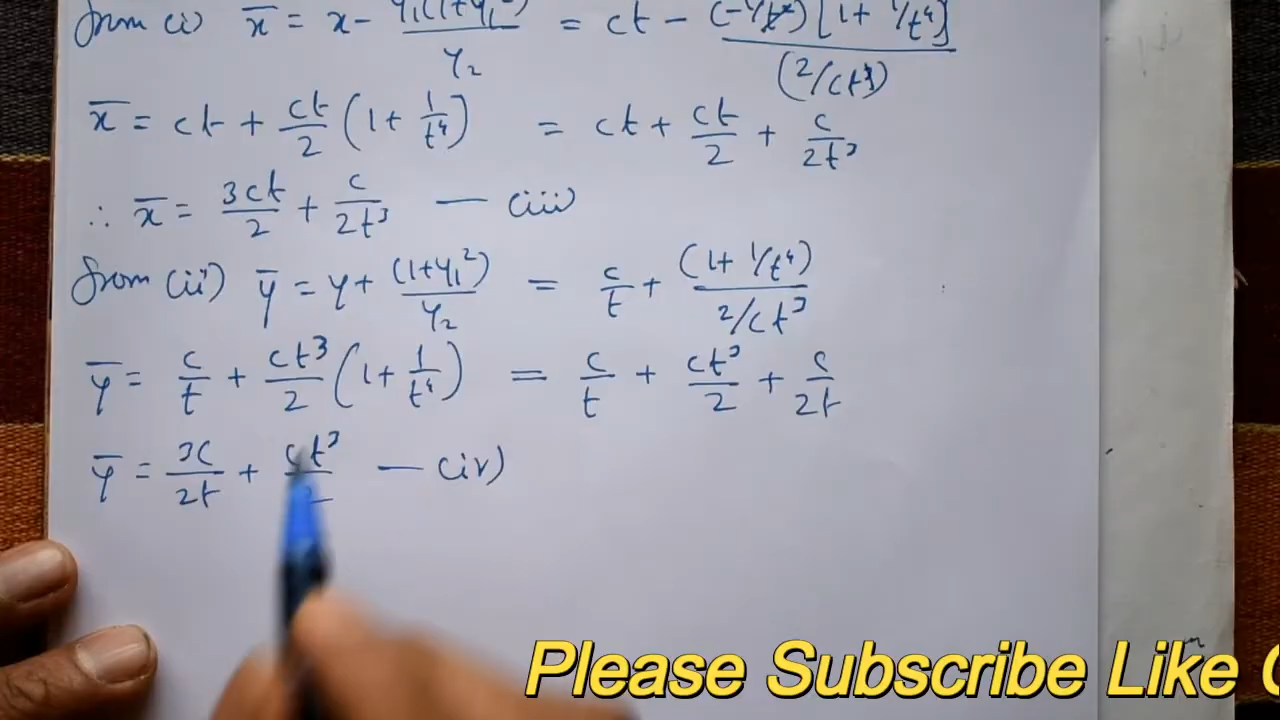 from (i) x̄ = x - y₁(1+y₁²)/y₂ = ct - (-1/t²)[1+1/t⁴]/(2/ct³)
x̄ = ct + ct/2 (1 + 1/t⁴) = ct + ct/2 + c/2t³
∴ x̄ = 3ct/2 + c/2t³ — (iii)
from (ii) ȳ = y + (1+y₁²)/y₂ = c/t + (1+1/t⁴)/(2/ct³)
ȳ = c/t + ct³/2 (1 + 1/t⁴) = c/t + ct³/2 + c/2t
ȳ = 3c/2t + ct³/2 — (iv)
Please Subscribe Like